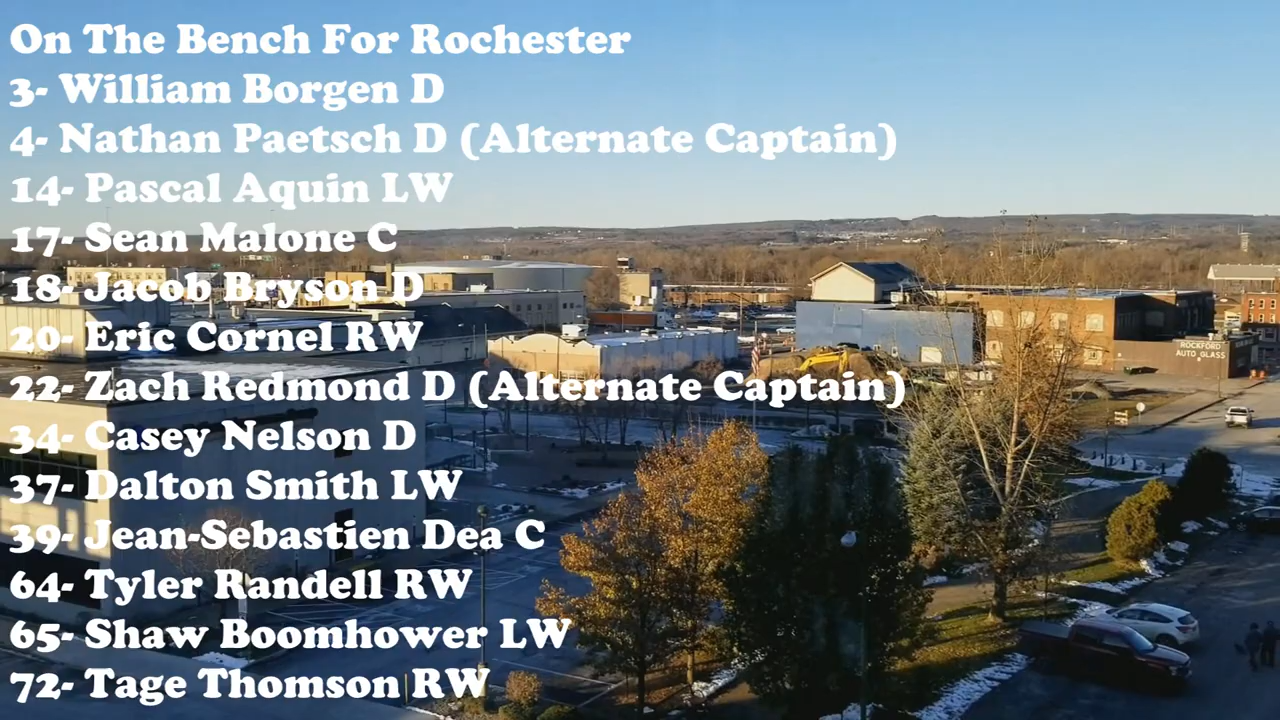 On The Bench For Rochester
3- William Borgen D
4- Nathan Paetsch D (Alternate Captain)
14- Pascal Aquin LW
17- Sean Malone C
18- Jacob Bryson D
20- Eric Cornel RW
22- Zach Redmond D (Alternate Captain)
34- Casey Nelson D
37- Dalton Smith LW
39- Jean-Sebastien Dea C
64- Tyler Randell RW
65- Shaw Boomhower LW
72- Tage Thomson RW
ROCKFORD
AUTO GLASS